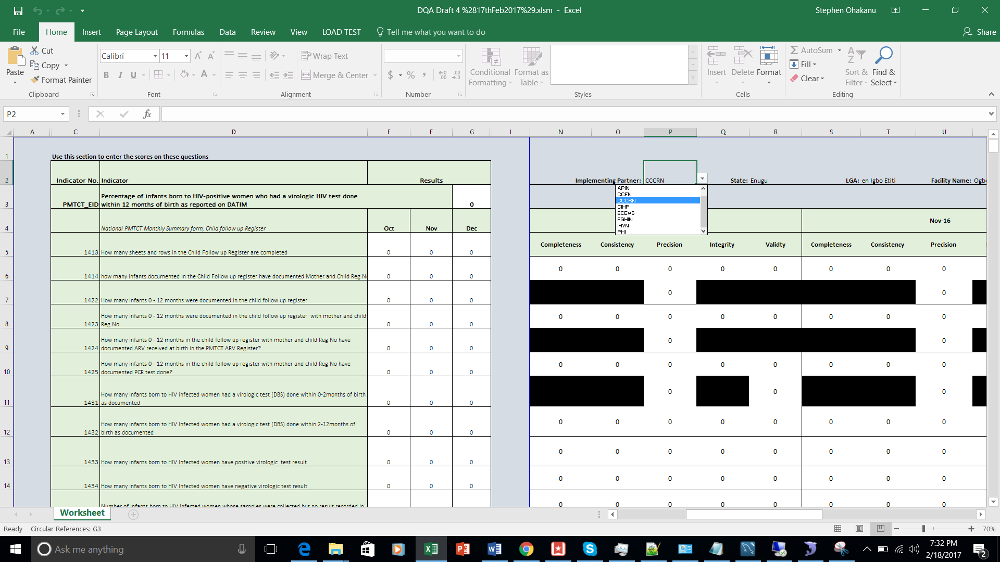 DQA Draft 4 %2817thFeb2017%29.xlsm - Excel
Stephen Ohakanu
File Home Insert Page Layout Formulas Data Review View LOAD TEST Tell me what you want to do
Share
Paste
Cut
Copy
Format Painter
Clipboard
Calibri 11
B I U
Font
Wrap Text
Merge & Center
Alignment
$ % ,
Number
Conditional Formatting
Format as Table
Styles
Insert Delete Format
Cells
AutoSum
Fill
Clear
Sort & Filter
Find & Select
Editing
P2
fx
A C D E F G I N O P Q R S T U
1 Use this section to enter the scores on these questions
2 Indicator No. Indicator Results Implementing Partner: CCCRN State: Enugu LGA: en Igbo Etiti Facility Name: Ogb
APIN
CCFN
CCCRN
CIHP
ECEWS
FGHIN
IHVN
PHI
3 PMTCT_EID Percentage of infants born to HIV-positive women who had a virologic HIV test done
within 12 months of birth as reported on DATIM 0
4 National PMTCT Monthly Summary form, Child follow up Register Oct Nov Dec Nov-16
5 1413 How many sheets and rows in the Child Follow up Register are completed 0 0 0 Completeness Consistency Precision Integrity Validty Completeness Consistency Precision
6 1414 how many infants documented in the Child Follow up register have documented Mother and Child Reg No 0 0 0 0 0 0 0 0 0 0 0
7 1422 How many infants 0 - 12 months were documented in the child follow up register 0 0 0 0 0
8 1423 How many infants 0 - 12 months were documented in the child follow up register with mother and child
Reg No 0 0 0 0 0 0 0 0 0 0 0
9 1424 How many infants 0 - 12 months in the child follow up register with mother and child Reg No have
documented ARV received at birth in the PMTCT ARV Register? 0 0 0 0 0
10 1425 How many infants 0 - 12 months in the child follow up register with mother and child Reg No have
documented PCR test done? 0 0 0 0 0 0 0 0 0 0 0
11 1431 How many infants born to HIV infected women had a virologic test (DBS) done within 0-2months of birth
as documented 0 0 0 0 0 0
12 1432 How many infants born to HIV Infected women had a virologic test (DBS) done within 2-12months of
birth as documented 0 0 0 0 0 0 0 0 0 0 0
13 1433 How many infants born to HIV Infected women have positive virologic test result 0 0 0 0 0 0 0 0 0 0 0
14 1434 How many infants born to HIV Infected women have negative virologic test result 0 0 0 0 0 0 0 0 0 0 0
Number of infants born to HIV infected women whose samples were collected but no result recorded in 0 0 0 0 0 0 0 0
Worksheet
Ready Circular References: G3
70%
Ask me anything
7:32 PM
2/18/2017
2